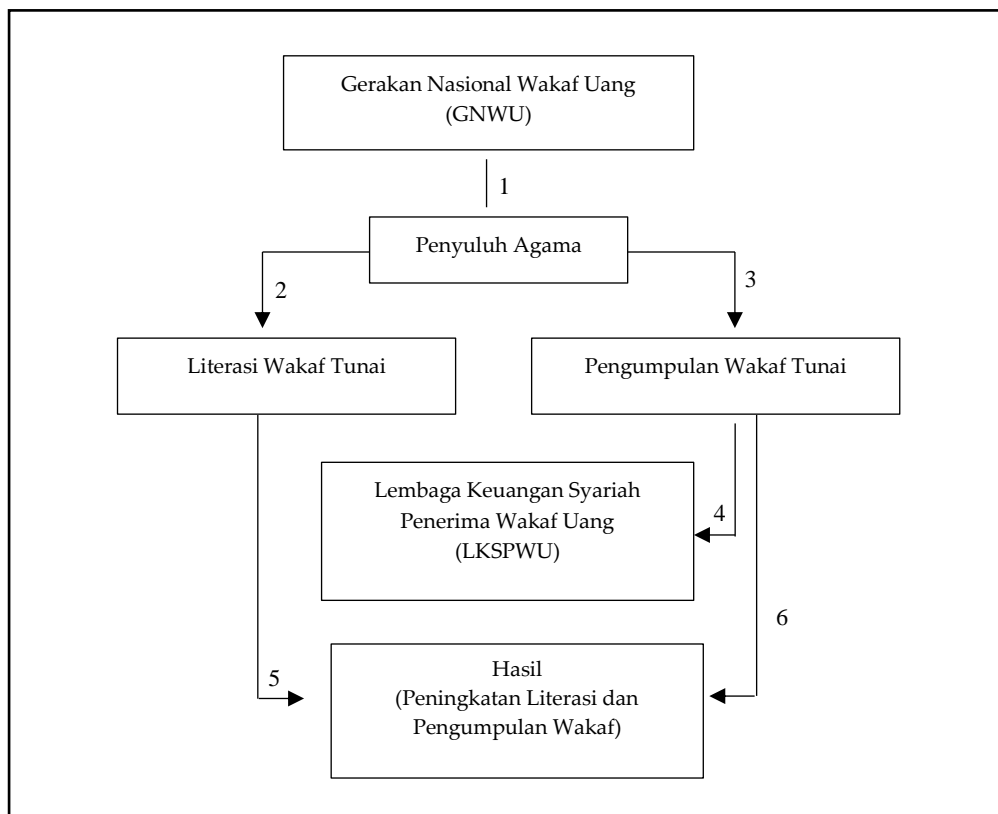 Gerakan Nasional Wakaf Uang
(GNWU)
1
Penyuluh Agama
2
3
Literasi Wakaf Tunai
Pengumpulan Wakaf Tunai
Lembaga Keuangan Syariah
Penerima Wakaf Uang
(LKSPWU)
4
5
6
Hasil
(Peningkatan Literasi dan
Pengumpulan Wakaf)